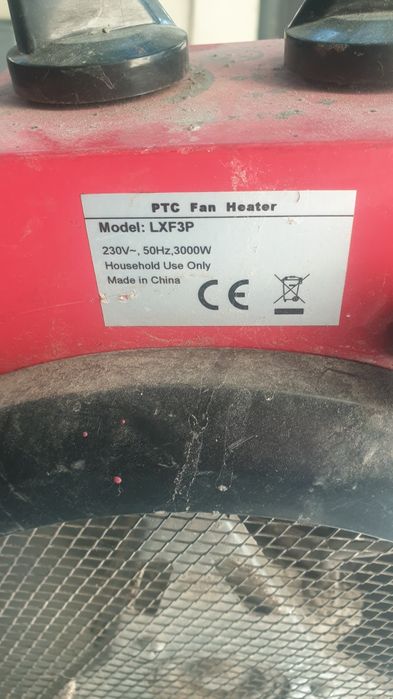 PTC Fan Heater
Model: LXF3P
230V~, 50Hz,3000W
Household Use Only
Made in China
CE